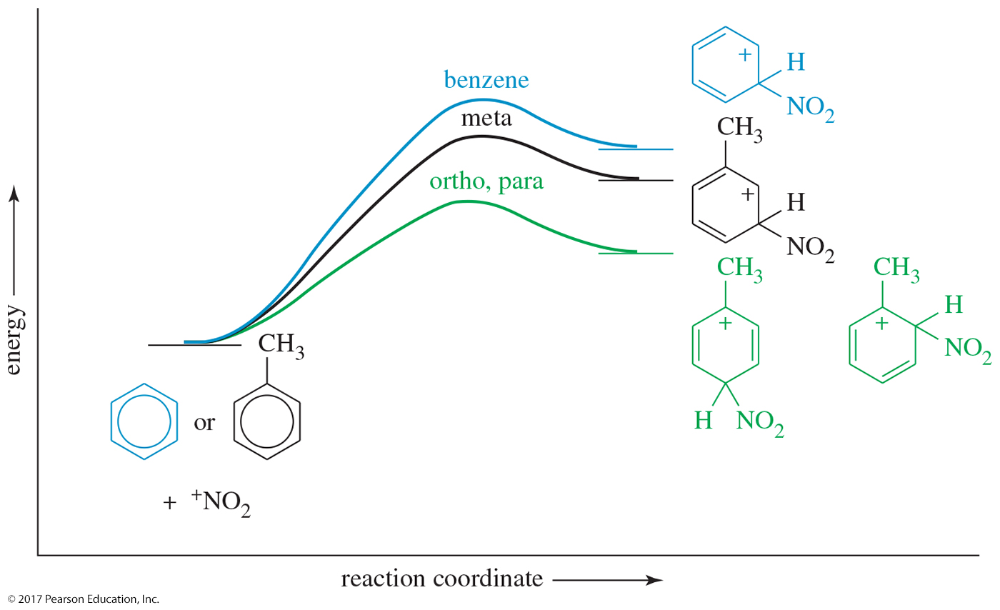 benzene
+
H
NO2
meta
CH3
ortho, para
+
H
NO2
energy
CH3
CH3
CH3
+
H
+
H
NO2
NO2
or
+ +NO2
reaction coordinate
© 2017 Pearson Education, Inc.